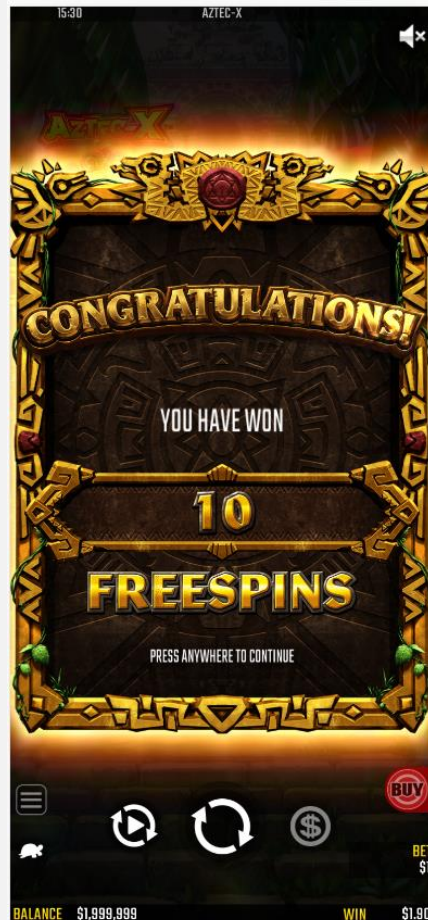 15:30 AZTEC-X
AZTEC-X
CONGRATULATIONS!
YOU HAVE WON
10
FREESPINS
PRESS ANYWHERE TO CONTINUE
BUY
BALANCE $1,999,999 WIN